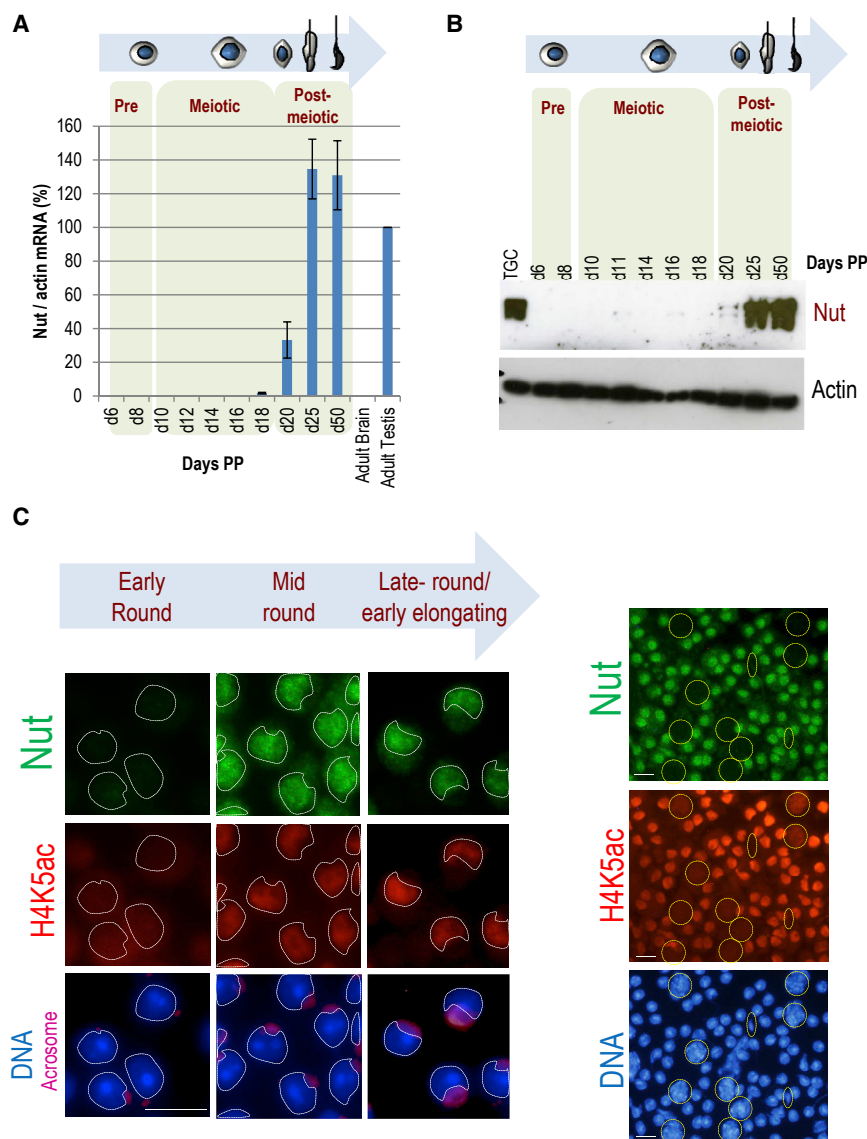 A
Pre
Meiotic
Post-
meiotic
160
140
120
100
80
60
40
20
0
Nut / actin mRNA (%)
d6
d8
d10
d12
d14
d16
d18
d20
d25
d50
Adult Brain
Adult Testis
Days PP
B
Pre
Meiotic
Post-
meiotic
TGC
d6
d8
d10
d11
d14
d16
d18
d20
d25
d50
Days PP
Nut
Actin
C
Early
Round
Mid
round
Late- round/
early elongating
Nut
H4K5ac
DNA
Acrosome
Nut
H4K5ac
DNA